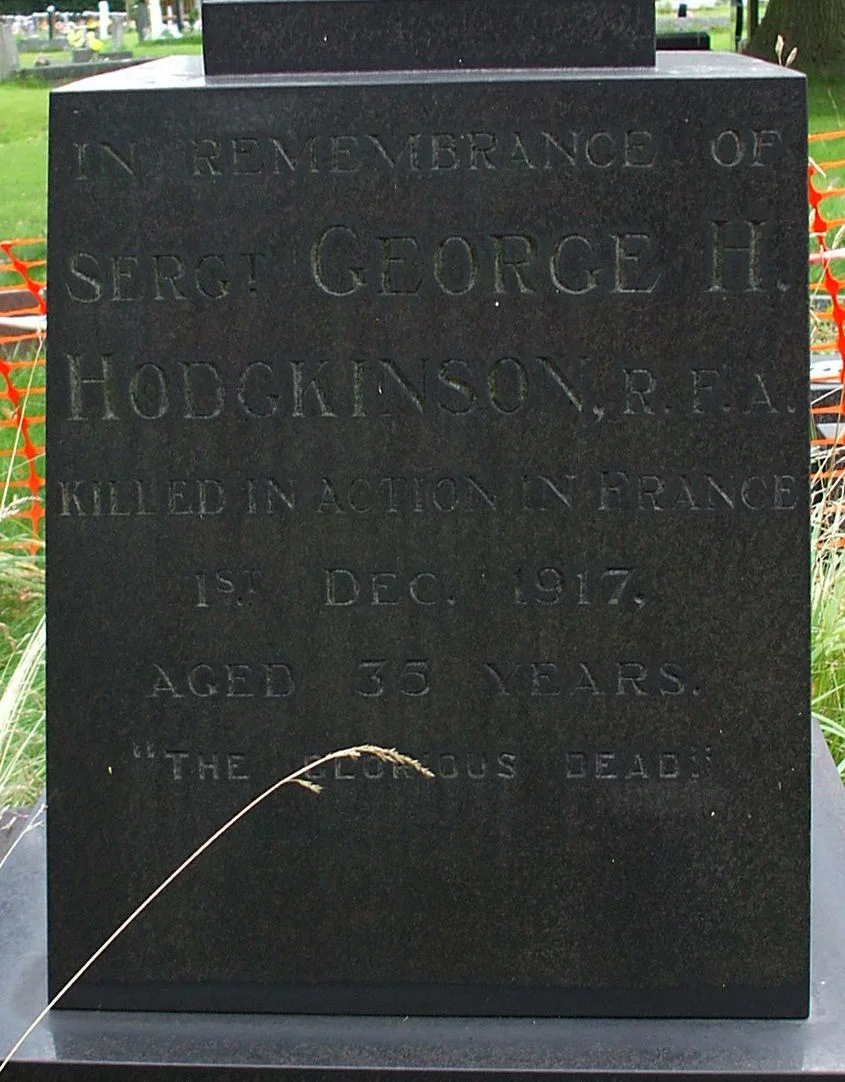 IN REMEMBRANCE OF
SERGT GEORGE H.
HODGKINSON, R.F.A.
KILLED IN ACTION IN FRANCE
1ST. DEC. 1917,
AGED 35 YEARS.
"THE GLORIOUS DEAD."